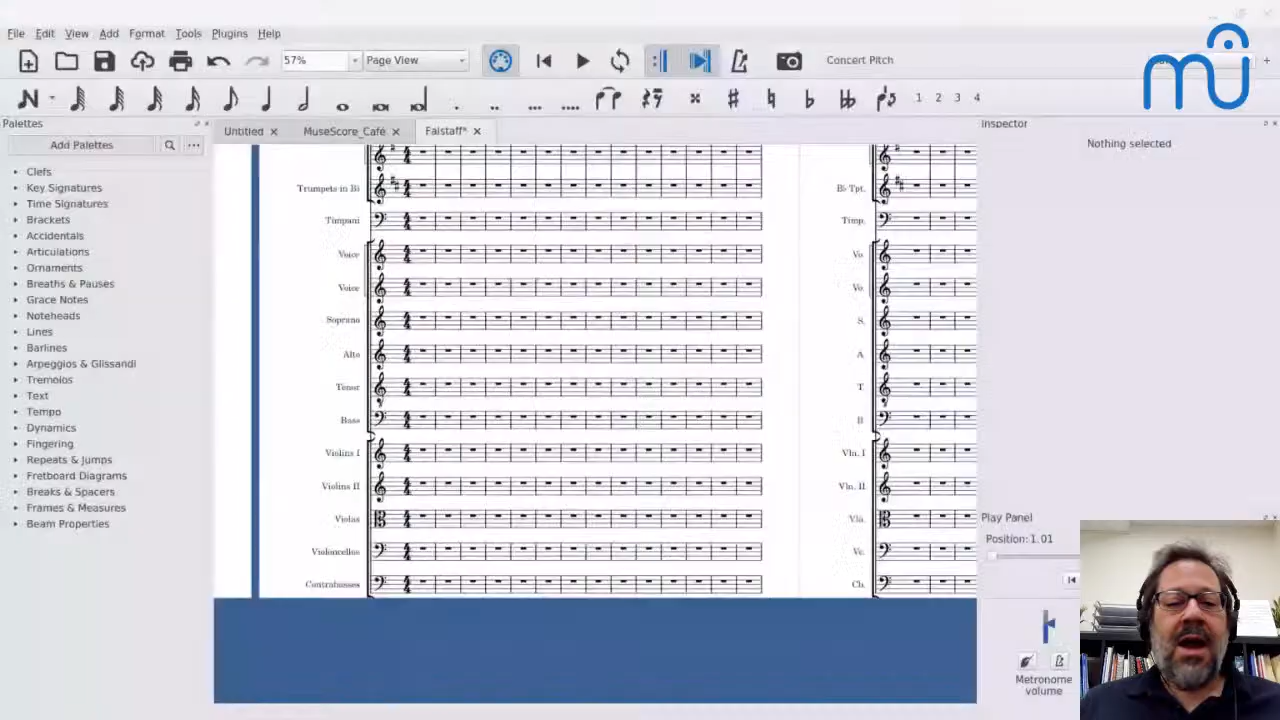 File Edit View Add Format Tools Plugins Help
57% Page View Concert Pitch
1 2 3 4
Palettes
Add Palettes
Clefs
Key Signatures
Time Signatures
Brackets
Accidentals
Articulations
Ornaments
Breaths & Pauses
Grace Notes
Noteheads
Lines
Barlines
Arpeggios & Glissandi
Tremolos
Text
Tempo
Dynamics
Fingering
Repeats & Jumps
Fretboard Diagrams
Breaks & Spacers
Frames & Measures
Beam Properties
Untitled MuseScore_Café Falstaff*
Trumpets in B♭ B♭ Tpt.
Timpani Timp.
Voice Vo.
Voice Vo.
Soprano S.
Alto A
Tenor T
Bass B
Violins I Vln. I
Violins II Vln. II
Violas Vla.
Violoncellos Vc.
Contrabasses Cb.
Inspector
Nothing selected
Play Panel
Position: 1. 01
Metronome
volume